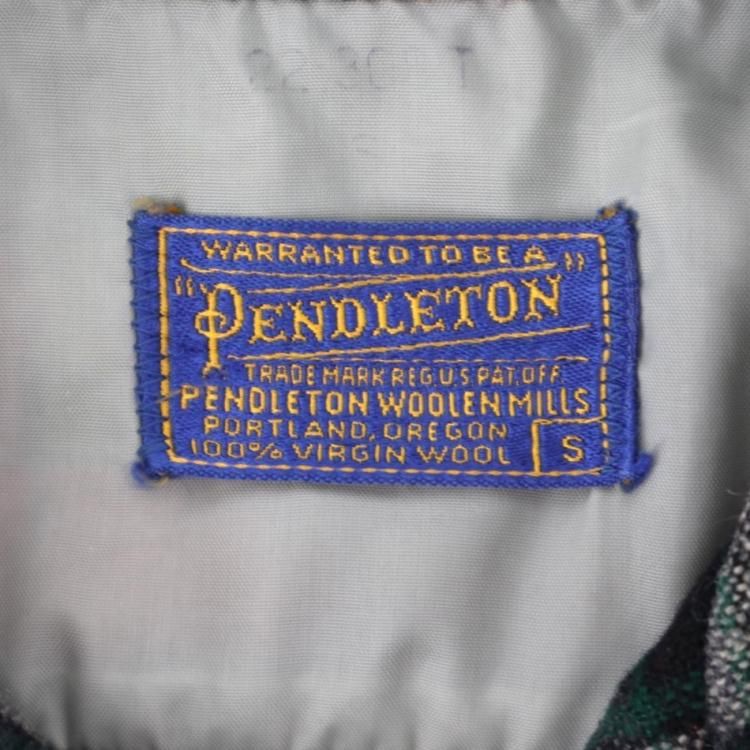 WARRANTED TO BE A
"PENDLETON"
TRADE MARK REG. U.S. PAT. OFF
PENDLETON WOOLEN MILLS
PORTLAND, OREGON
100% VIRGIN WOOL
S